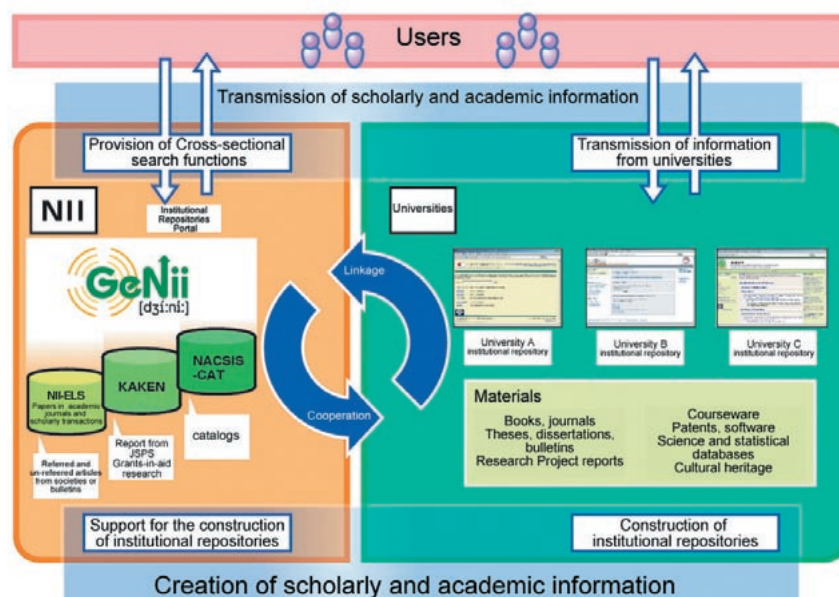 Users
Transmission of scholarly and academic information
Provision of Cross-sectional
search functions
Transmission of information
from universities
NII
Institutional
Repositories
Portal
GeNii
[dʒí:ni:]
NII-ELS
Papers in academic
journals and
scholarly transactions
KAKEN
NACSIS
-CAT
Referred and
un-refereed articles
from societies or
bulletins
Report from
JSPS
Grants-in-aid
research
catalogs
Linkage
Cooperation
Universities
University A
institutional repository
University B
institutional repository
University C
institutional repository
Materials
Books, journals
Theses, dissertations,
bulletins
Research Project reports
Courseware
Patents, software
Science and statistical
databases
Cultural heritage
Support for the construction
of institutional repositories
Construction of
institutional repositories
Creation of scholarly and academic information